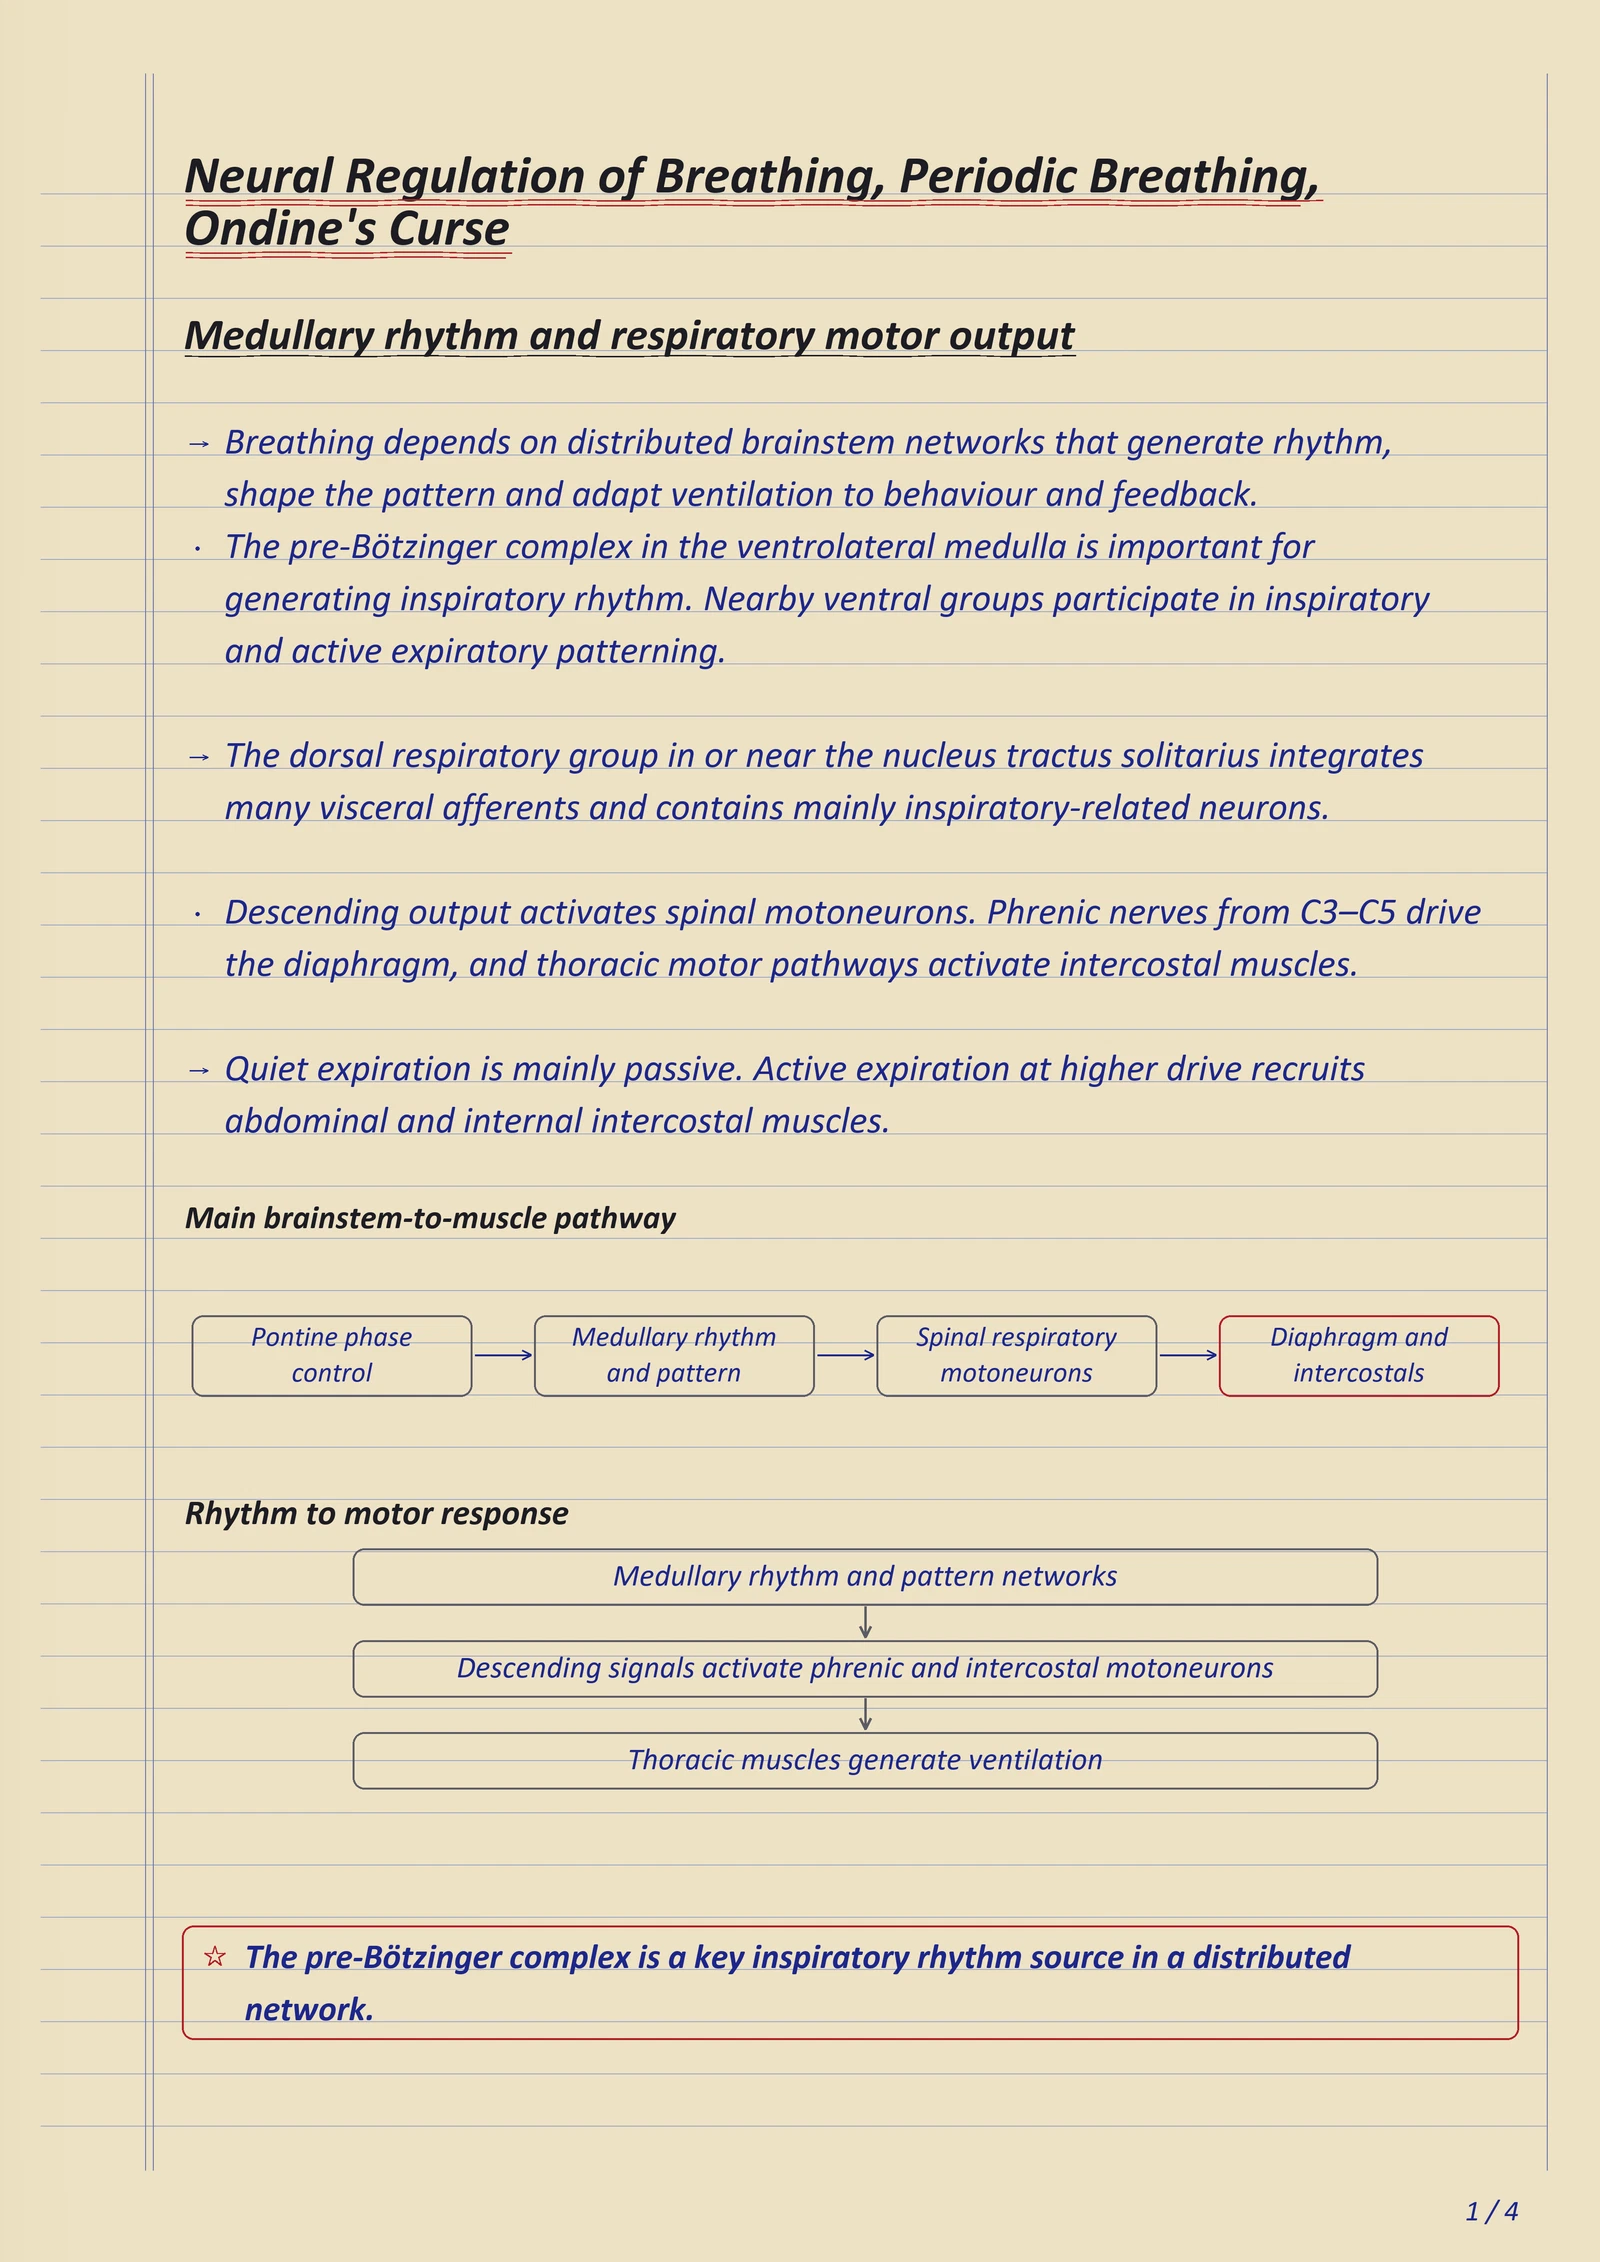 Neural Regulation of Breathing, Periodic Breathing,
Ondine's Curse
Medullary rhythm and respiratory motor output
→ Breathing depends on distributed brainstem networks that generate rhythm,
shape the pattern and adapt ventilation to behaviour and feedback.
· The pre-Bötzinger complex in the ventrolateral medulla is important for
generating inspiratory rhythm. Nearby ventral groups participate in inspiratory
and active expiratory patterning.
→ The dorsal respiratory group in or near the nucleus tractus solitarius integrates
many visceral afferents and contains mainly inspiratory-related neurons.
· Descending output activates spinal motoneurons. Phrenic nerves from C3–C5 drive
the diaphragm, and thoracic motor pathways activate intercostal muscles.
→ Quiet expiration is mainly passive. Active expiration at higher drive recruits
abdominal and internal intercostal muscles.
Main brainstem-to-muscle pathway
Pontine phase
control
Medullary rhythm
and pattern
Spinal respiratory
motoneurons
Diaphragm and
intercostals
Rhythm to motor response
Medullary rhythm and pattern networks
Descending signals activate phrenic and intercostal motoneurons
Thoracic muscles generate ventilation
☆ The pre-Bötzinger complex is a key inspiratory rhythm source in a distributed
network.
1 / 4